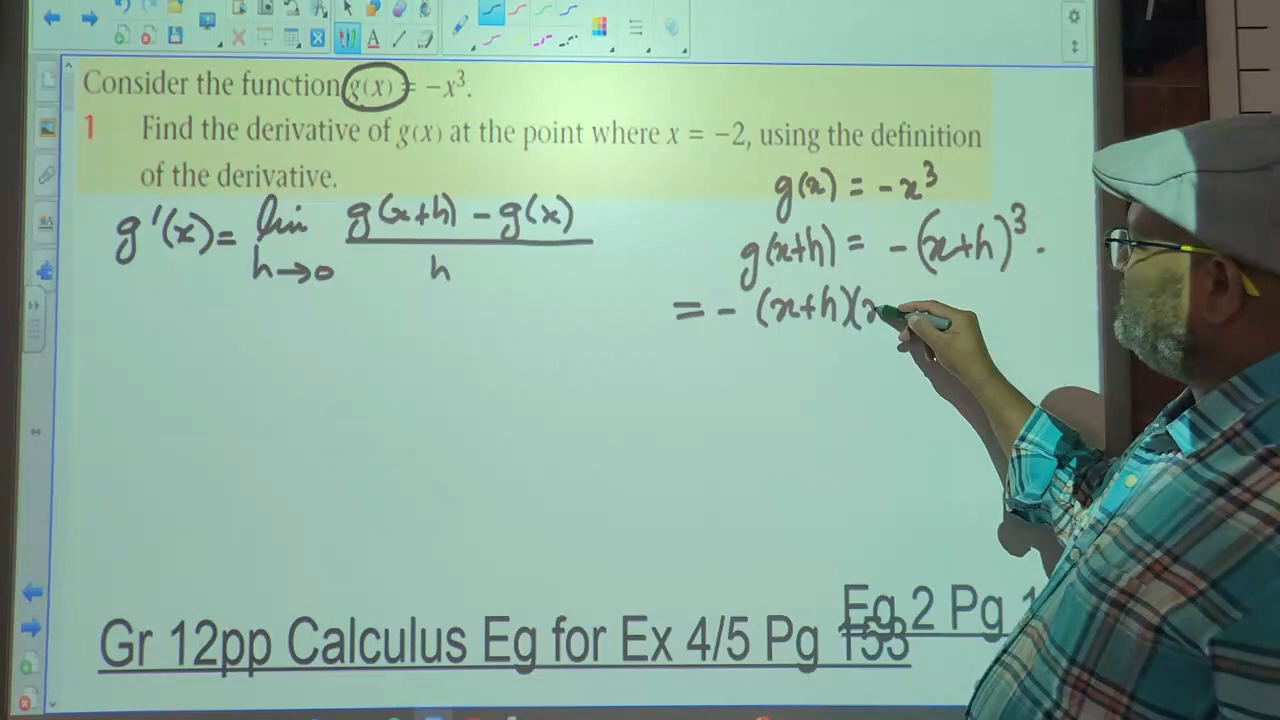 Consider the function g(x) = −x³.
1 Find the derivative of g(x) at the point where x = −2, using the definition
of the derivative.
g(x) = -x³
g'(x) = lim h→0 g(x+h) - g(x) / h
g(x+h) = -(x+h)³.
= - (x+h)(x
Eg 2 Pg 1
Gr 12pp Calculus Eg for Ex 4/5 Pg 153